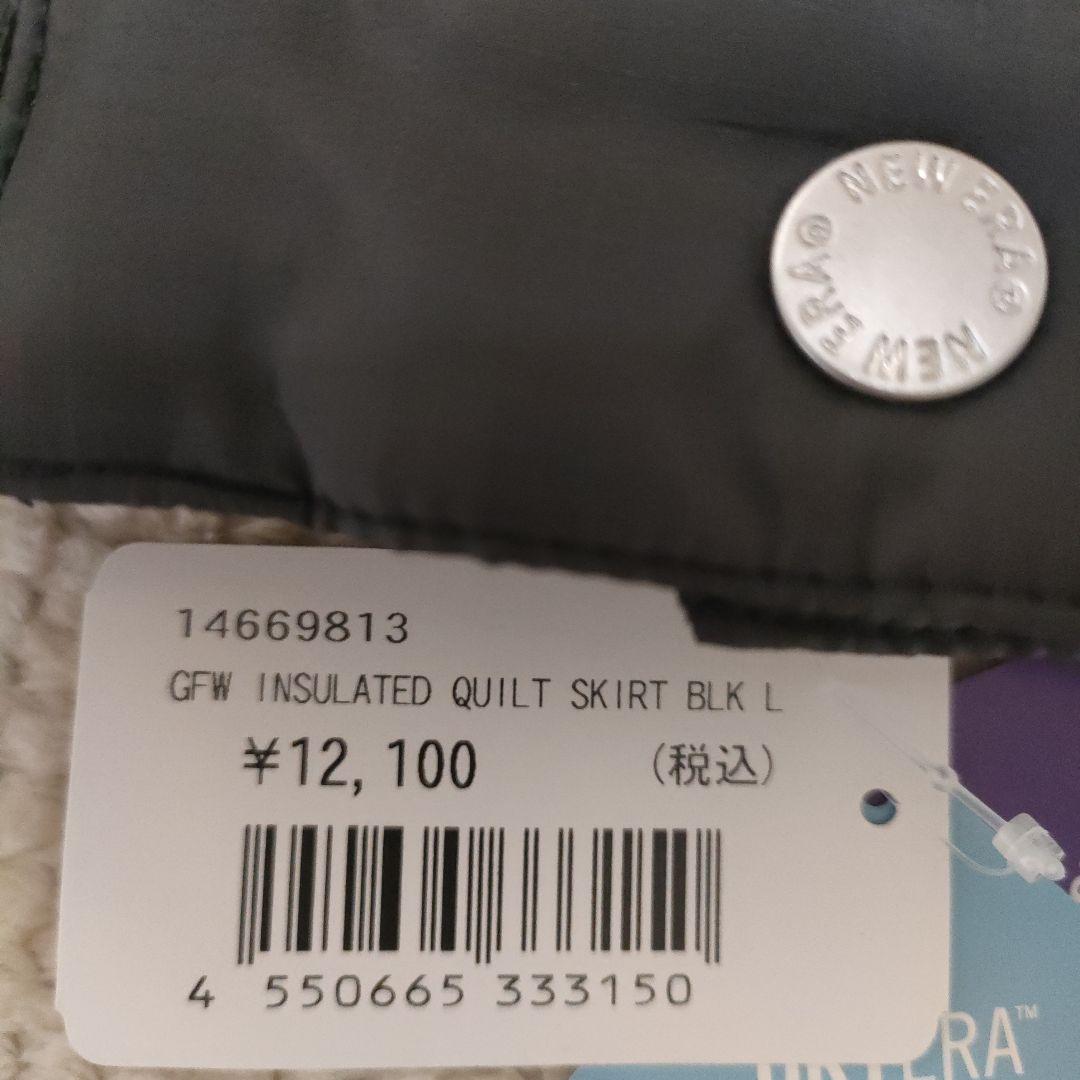 NEW ERA®
NEW ERA®
14669813
GFW INSULATED QUILT SKIRT BLK L
¥12,100 (税込)
4 550665 333150